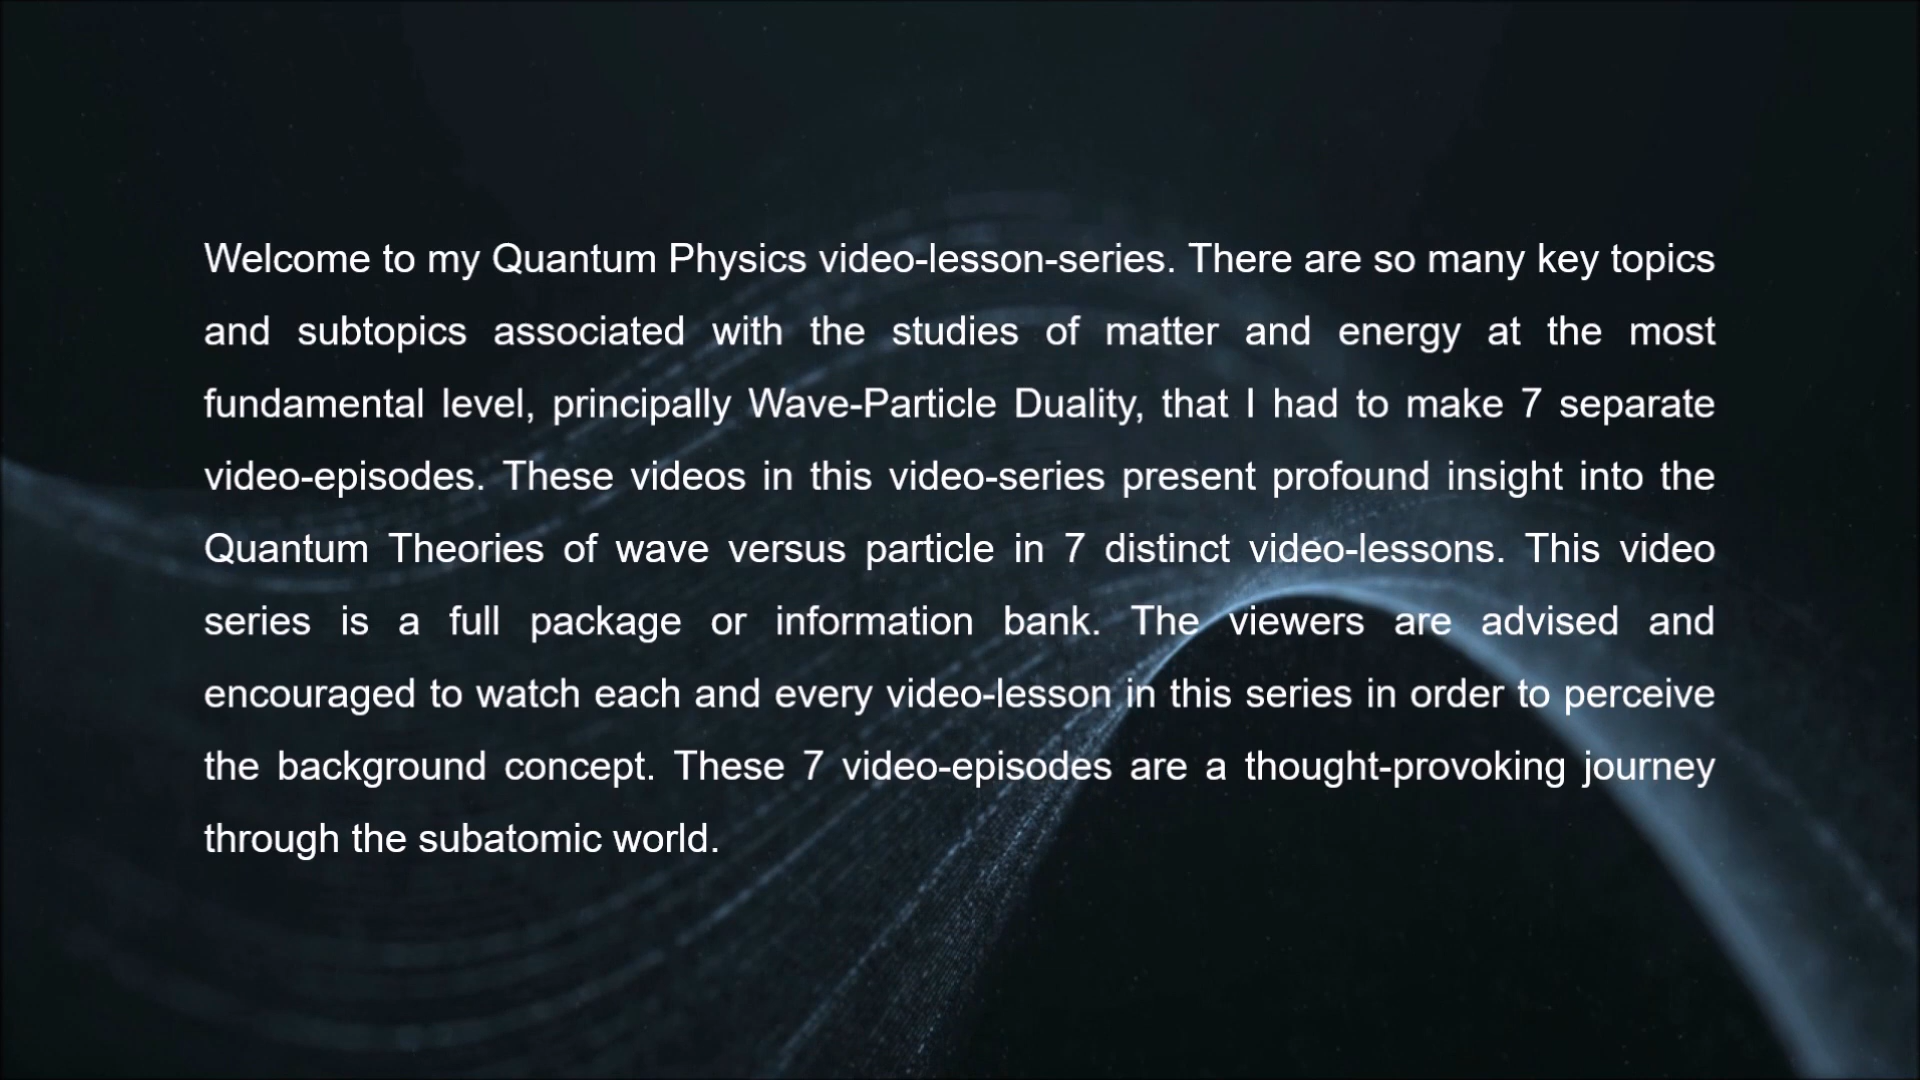 Welcome to my Quantum Physics video-lesson-series. There are so many key topics
and subtopics associated with the studies of matter and energy at the most
fundamental level, principally Wave-Particle Duality, that I had to make 7 separate
video-episodes. These videos in this video-series present profound insight into the
Quantum Theories of wave versus particle in 7 distinct video-lessons. This video
series is a full package or information bank. The viewers are advised and
encouraged to watch each and every video-lesson in this series in order to perceive
the background concept. These 7 video-episodes are a thought-provoking journey
through the subatomic world.